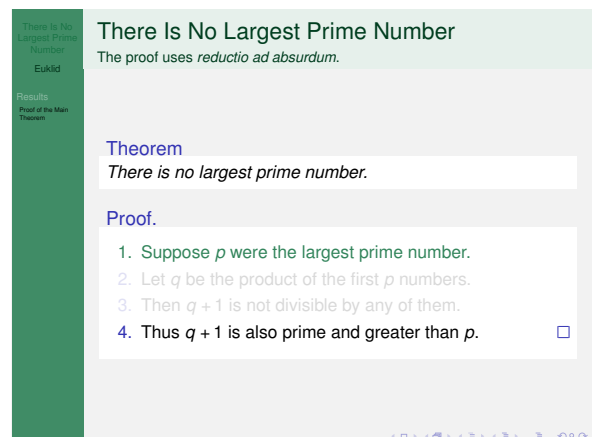 There Is No
Largest Prime
Number
Euklid
Results
Proof of the Main
Theorem
There Is No Largest Prime Number
The proof uses reductio ad absurdum.
Theorem
There is no largest prime number.
Proof.
1. Suppose p were the largest prime number.
2. Let q be the product of the first p numbers.
3. Then q + 1 is not divisible by any of them.
4. Thus q + 1 is also prime and greater than p. □